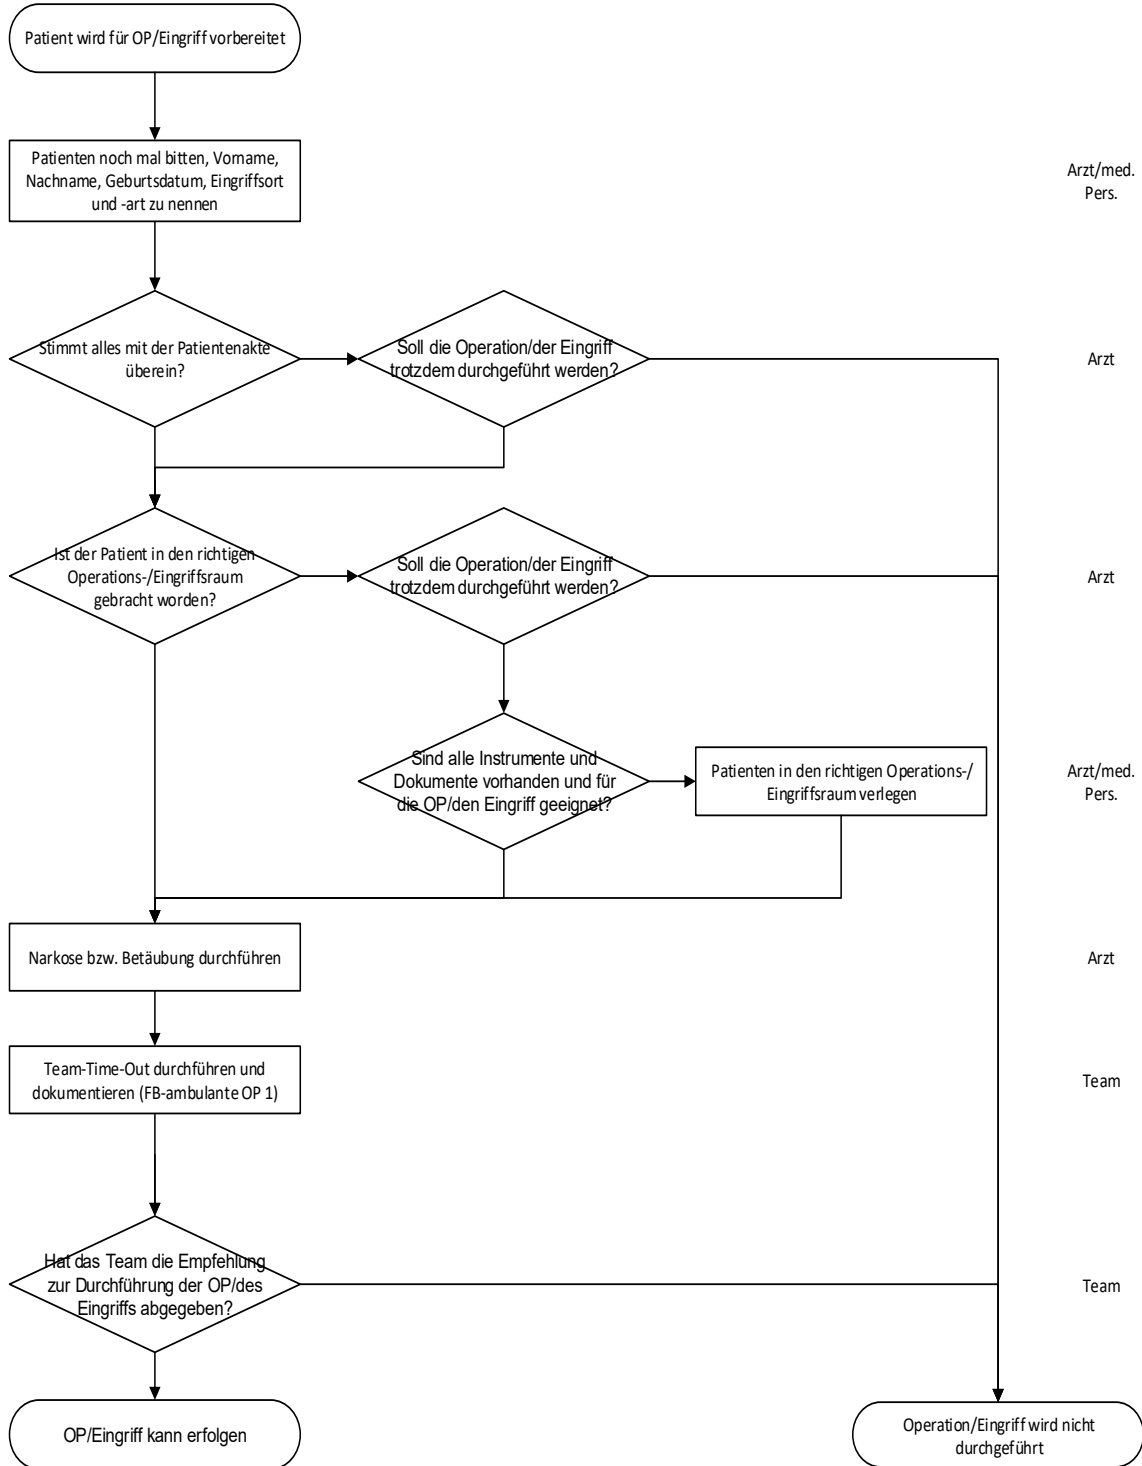 Patient wird für OP/Eingriff vorbereitet
Patienten noch mal bitten, Vorname,
Nachname, Geburtsdatum, Eingriffsort
und -art zu nennen
Arzt/med.
Pers.
Stimmt alles mit der Patientenakte
überein?
Soll die Operation/der Eingriff
trotzdem durchgeführt werden?
Arzt
Ist der Patient in den richtigen
Operations-/Eingriffsraum
gebracht worden?
Soll die Operation/der Eingriff
trotzdem durchgeführt werden?
Arzt
Sind alle Instrumente und
Dokumente vorhanden und für
die OP/den Eingriff geeignet?
Patienten in den richtigen Operations-/
Eingriffsraum verlegen
Arzt/med.
Pers.
Narkose bzw. Betäubung durchführen
Arzt
Team-Time-Out durchführen und
dokumentieren (FB-ambulante OP 1)
Team
Hat das Team die Empfehlung
zur Durchführung der OP/des
Eingriffs abgegeben?
Team
OP/Eingriff kann erfolgen
Operation/Eingriff wird nicht
durchgeführt